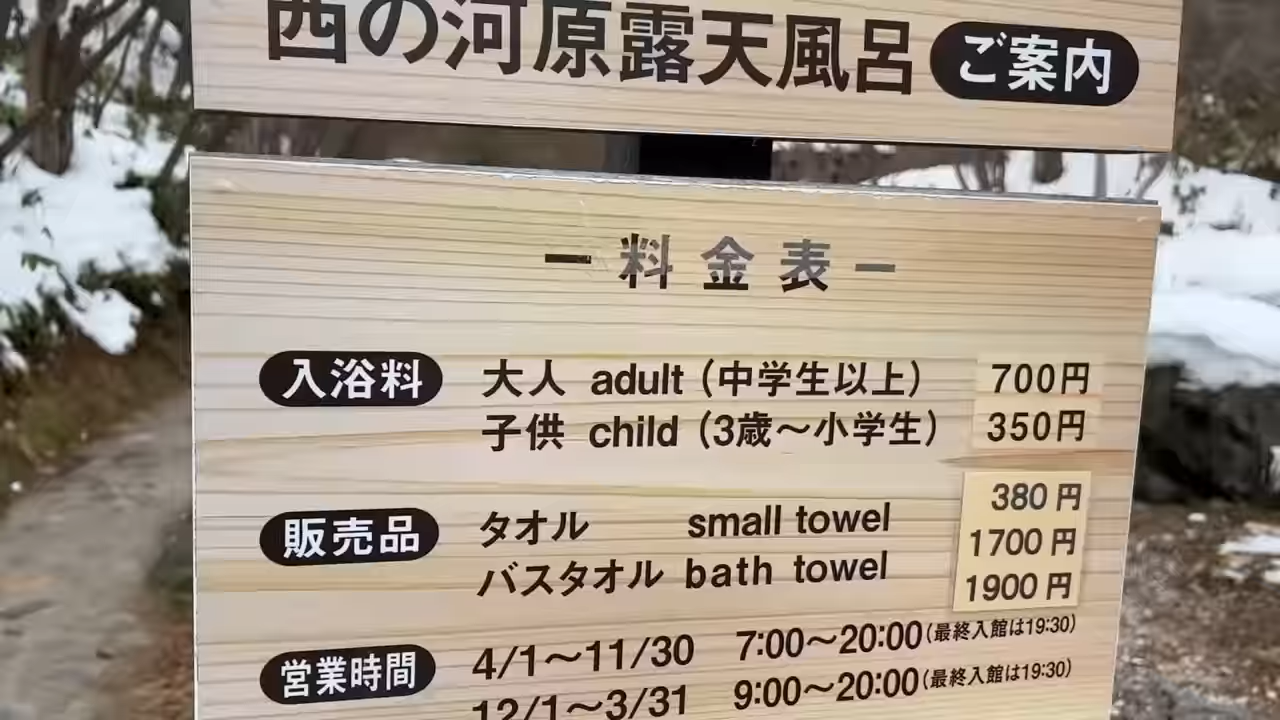 西の河原露天風呂 ご案内
ー 料金表 ー
入浴料 大人 adult (中学生以上) 700円
子供 child (3歳〜小学生) 350円
380円
販売品 タオル small towel 1700円
バスタオル bath towel 1900円
営業時間 4/1〜11/30 7:00〜20:00(最終入館は19:30)
12/1〜3/31 9:00〜20:00(最終入館は19:30)